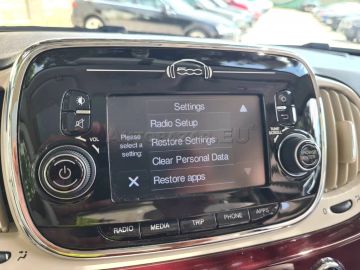 500
Settings
Radio Setup
Please select a setting:
Restore Settings
Clear Personal Data
Restore apps
VOL
TUNE SCROLL
RADIO
MEDIA
TRIP
PHONE
APPS